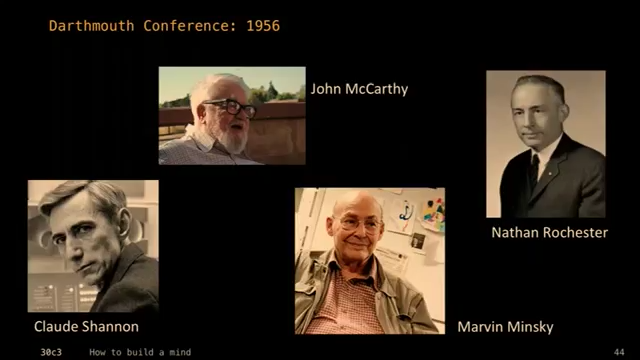 Darthmouth Conference: 1956
John McCarthy
Nathan Rochester
Claude Shannon
Marvin Minsky
30c3 How to build a mind 44